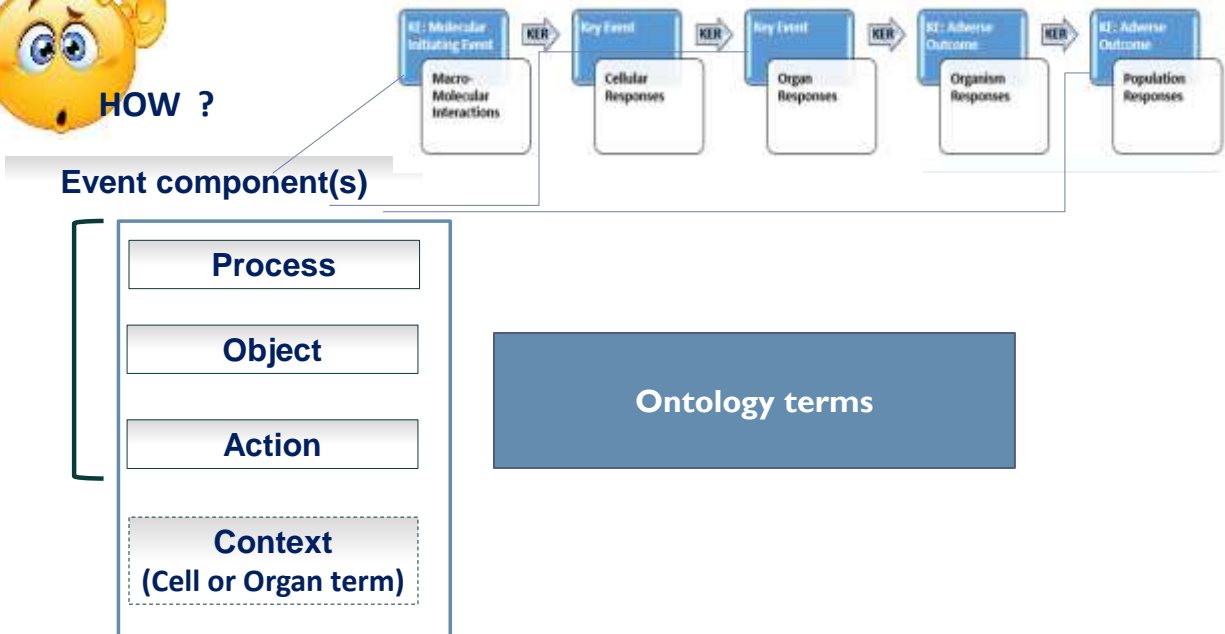 KE: Molecular
Initiating Event
Macro-
Molecular
Interactions
KER
Key Event
Cellular
Responses
KER
Key Event
Organ
Responses
KER
KE: Adverse
Outcome
Organism
Responses
KER
KE: Adverse
Outcome
Population
Responses
HOW ?
Event component(s)
Process
Object
Action
Context
(Cell or Organ term)
Ontology terms